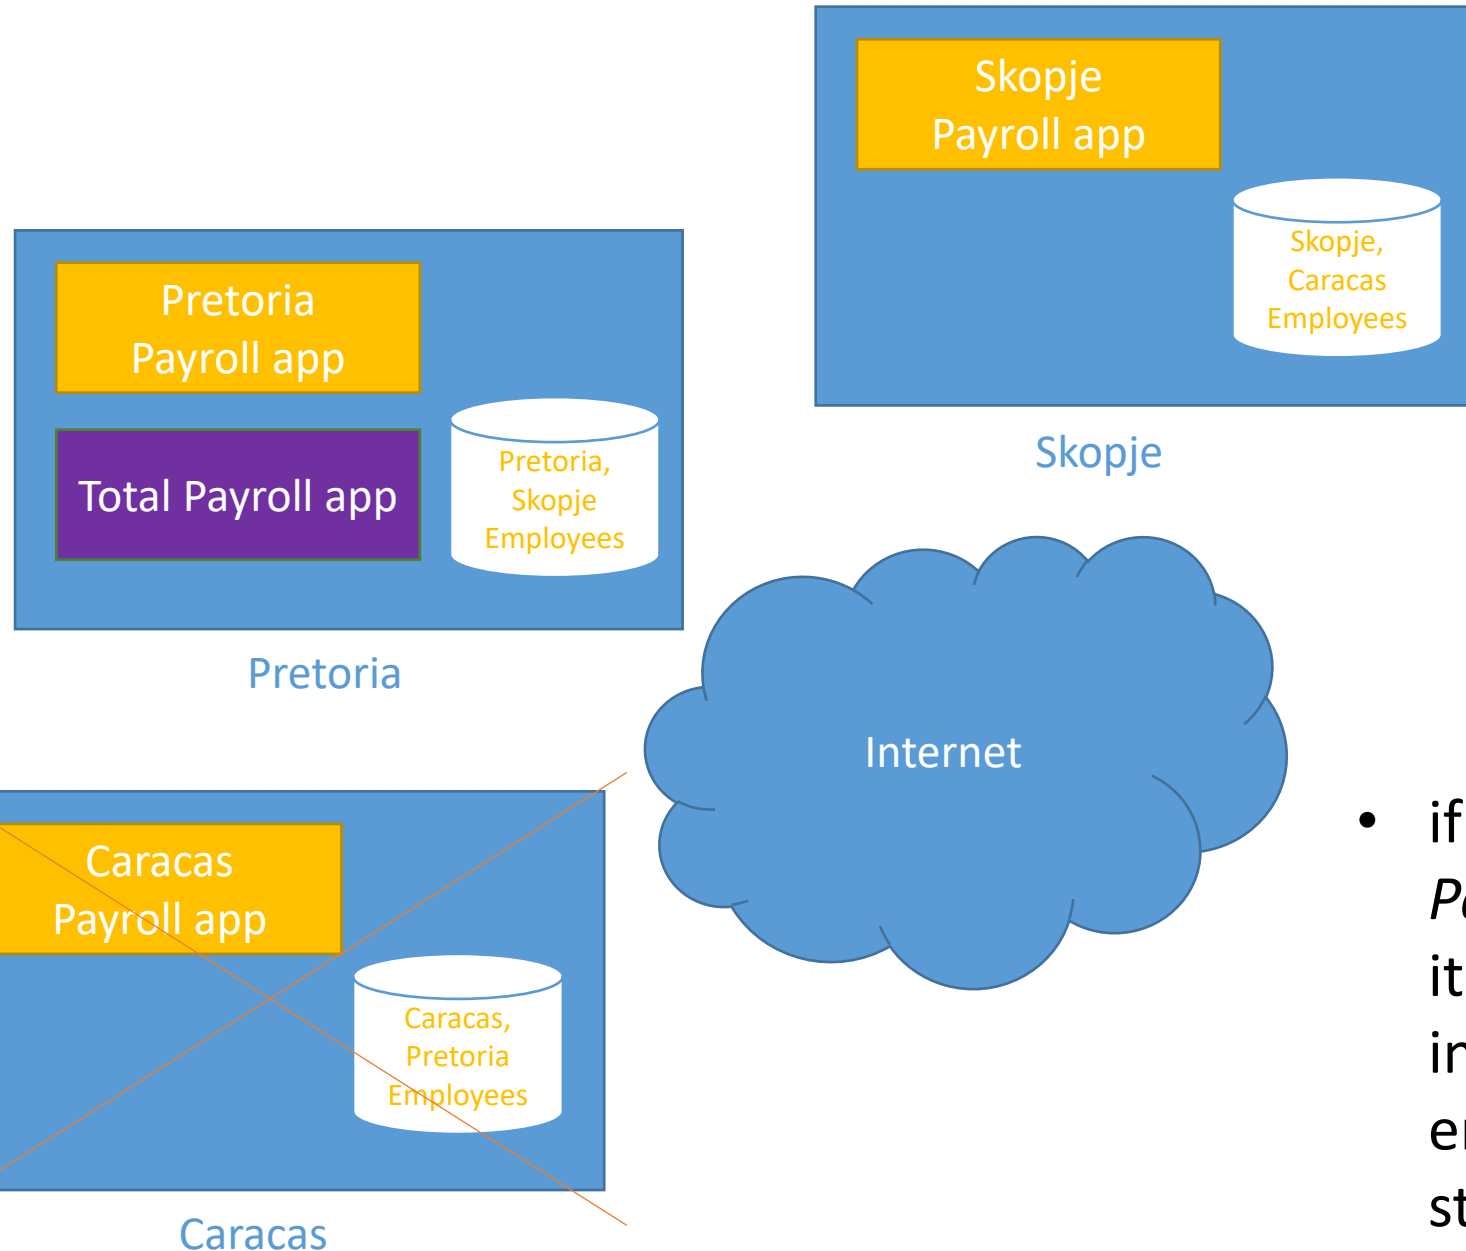 Skopje
Payroll app
Skopje,
Caracas
Employees
Skopje
Pretoria
Payroll app
Total Payroll app
Pretoria,
Skopje
Employees
Pretoria
Internet
Caracas
Payroll app
Caracas,
Pretoria
Employees
Caracas
• if
it